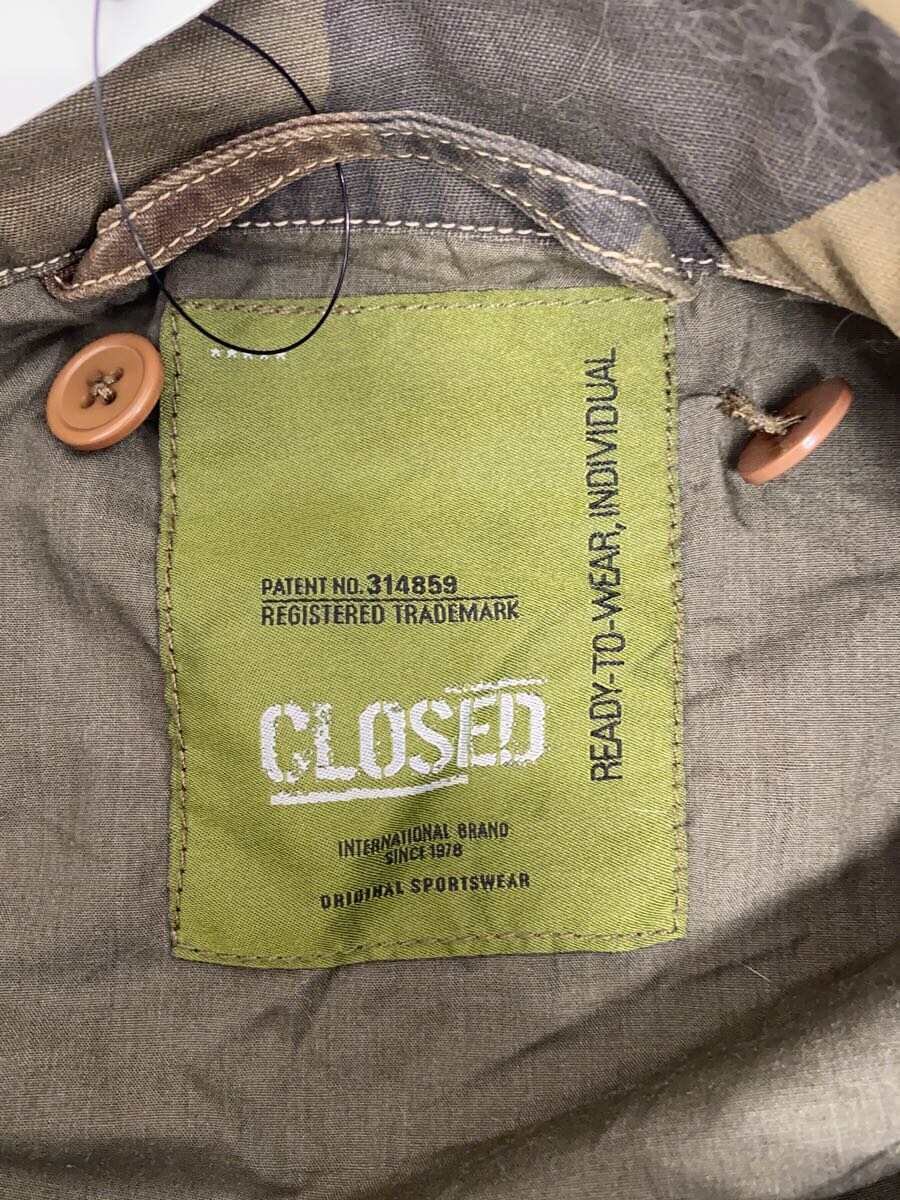 *****
READY-TO-WEAR, INDIVIDUAL
PATENT NO. 314859
REGISTERED TRADEMARK
CLOSED
INTERNATIONAL BRAND
SINCE 1978
ORIGINAL SPORTSWEAR